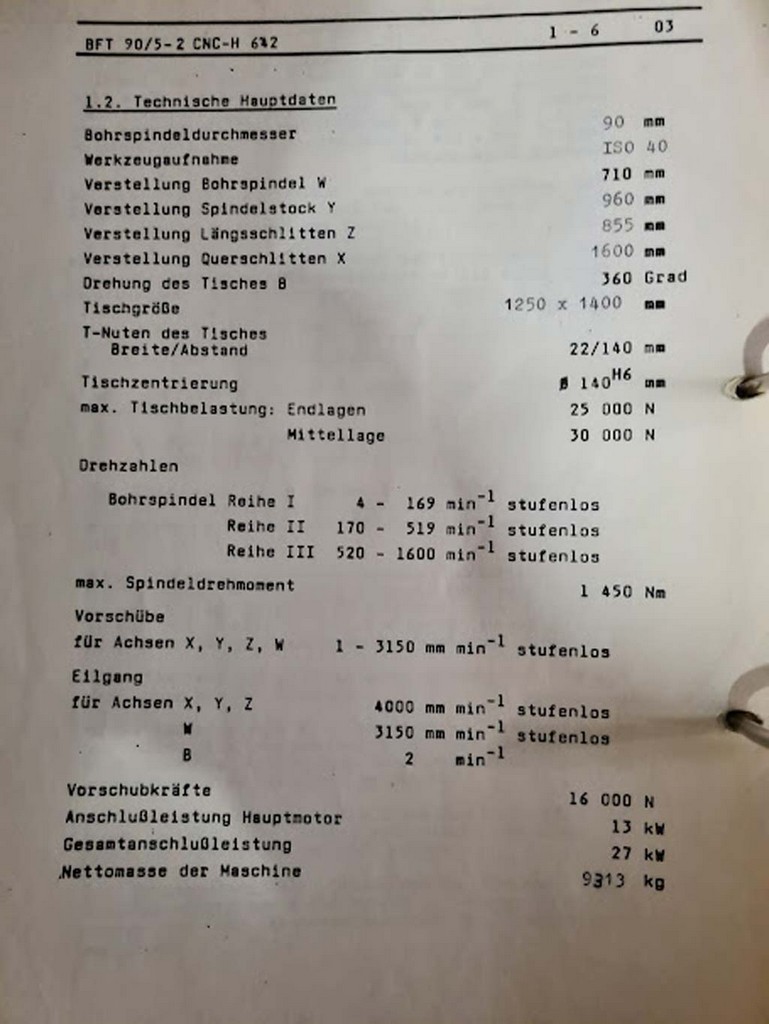 BFT 90/5-2 CNC-H 642 1 - 6 03
1.2. Technische Hauptdaten
Bohrspindeldurchmesser 90 mm
Werkzeugaufnahme ISO 40
Verstellung Bohrspindel W 710 mm
Verstellung Spindelstock Y 960 mm
Verstellung Längsschlitten Z 855 mm
Verstellung Querschlitten X 1600 mm
Drehung des Tisches B 360 Grad
Tischgröße 1250 x 1400 mm
T-Nuten des Tisches
Breite/Abstand 22/140 mm
Tischzentrierung ø 140H6 mm
max. Tischbelastung: Endlagen 25 000 N
Mittellage 30 000 N
Drehzahlen
Bohrspindel Reihe I 4 - 169 min-1 stufenlos
Reihe II 170 - 519 min-1 stufenlos
Reihe III 520 - 1600 min-1 stufenlos
max. Spindeldrehmoment 1 450 Nm
Vorschübe
für Achsen X, Y, Z, W 1 - 3150 mm min-1 stufenlos
Eilgang
für Achsen X, Y, Z 4000 mm min-1 stufenlos
W 3150 mm min-1 stufenlos
B 2 min-1
Vorschubkräfte 16 000 N
Anschlußleistung Hauptmotor 13 kW
Gesamtanschlußleistung 27 kW
Nettomasse der Maschine 9313 kg